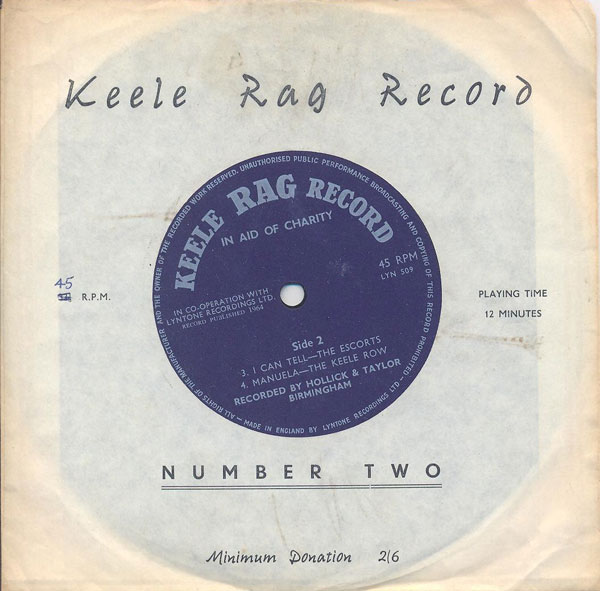 Keele Rag Record
KEELE RAG RECORD
IN AID OF CHARITY
45 RPM
LYN 509
IN CO-OPERATION WITH
LYNTONE RECORDINGS LTD.
RECORD PUBLISHED 1964
Side 2
3. I CAN TELL—THE ESCORTS
4. MANUELA—THE KEELE ROW
RECORDED BY HOLLICK & TAYLOR
BIRMINGHAM
ALL RIGHTS OF THE MANUFACTURER AND THE OWNER OF THE RECORDED WORK RESERVED. UNAUTHORISED PUBLIC PERFORMANCE BROADCASTING AND COPYING OF THIS RECORD PROHIBITED — MADE IN ENGLAND BY LYNTONE RECORDINGS LTD —
45
R.P.M.
PLAYING TIME
12 MINUTES
NUMBER TWO
Minimum Donation 2/6